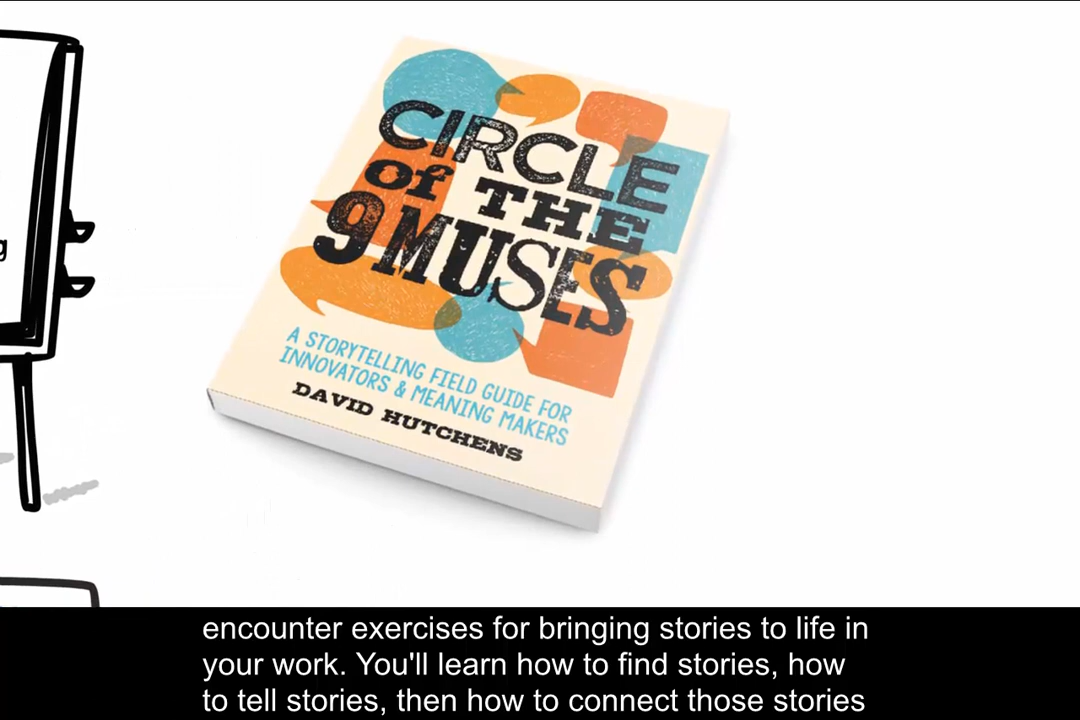 g
CIRCLE
of THE
9 MUSES
A STORYTELLING FIELD GUIDE FOR
INNOVATORS & MEANING MAKERS
DAVID HUTCHENS
encounter exercises for bringing stories to life in
your work. You'll learn how to find stories, how
to tell stories, then how to connect those stories